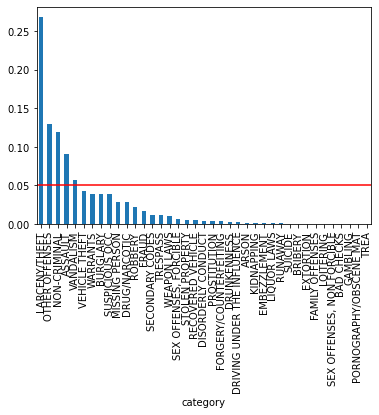 0.25
0.20
0.15
0.10
0.05
0.00
LARCENY/THEFT
OTHER OFFENSES
NON-CRIMINAL
ASSAULT
VANDALISM
VEHICLE THEFT
WARRANTS
BURGLARY
SUSPICIOUS OCC
MISSING PERSON
DRUG/NARCOTIC
ROBBERY
FRAUD
SECONDARY CODES
TRESPASS
WEAPON LAWS
SEX OFFENSES, FORCIBLE
STOLEN PROPERTY
RECOVERED VEHICLE
DISORDERLY CONDUCT
PROSTITUTION
FORGERY/COUNTERFEITING
DRUNKENNESS
DRIVING UNDER THE INFLUENCE
ARSON
KIDNAPPING
EMBEZZLEMENT
LIQUOR LAWS
RUNAWAY
SUICIDE
BRIBERY
EXTORTION
FAMILY OFFENSES
LOITERING
SEX OFFENSES, NON FORCIBLE
BAD CHECKS
GAMBLING
PORNOGRAPHY/OBSCENE MAT
TREA
category